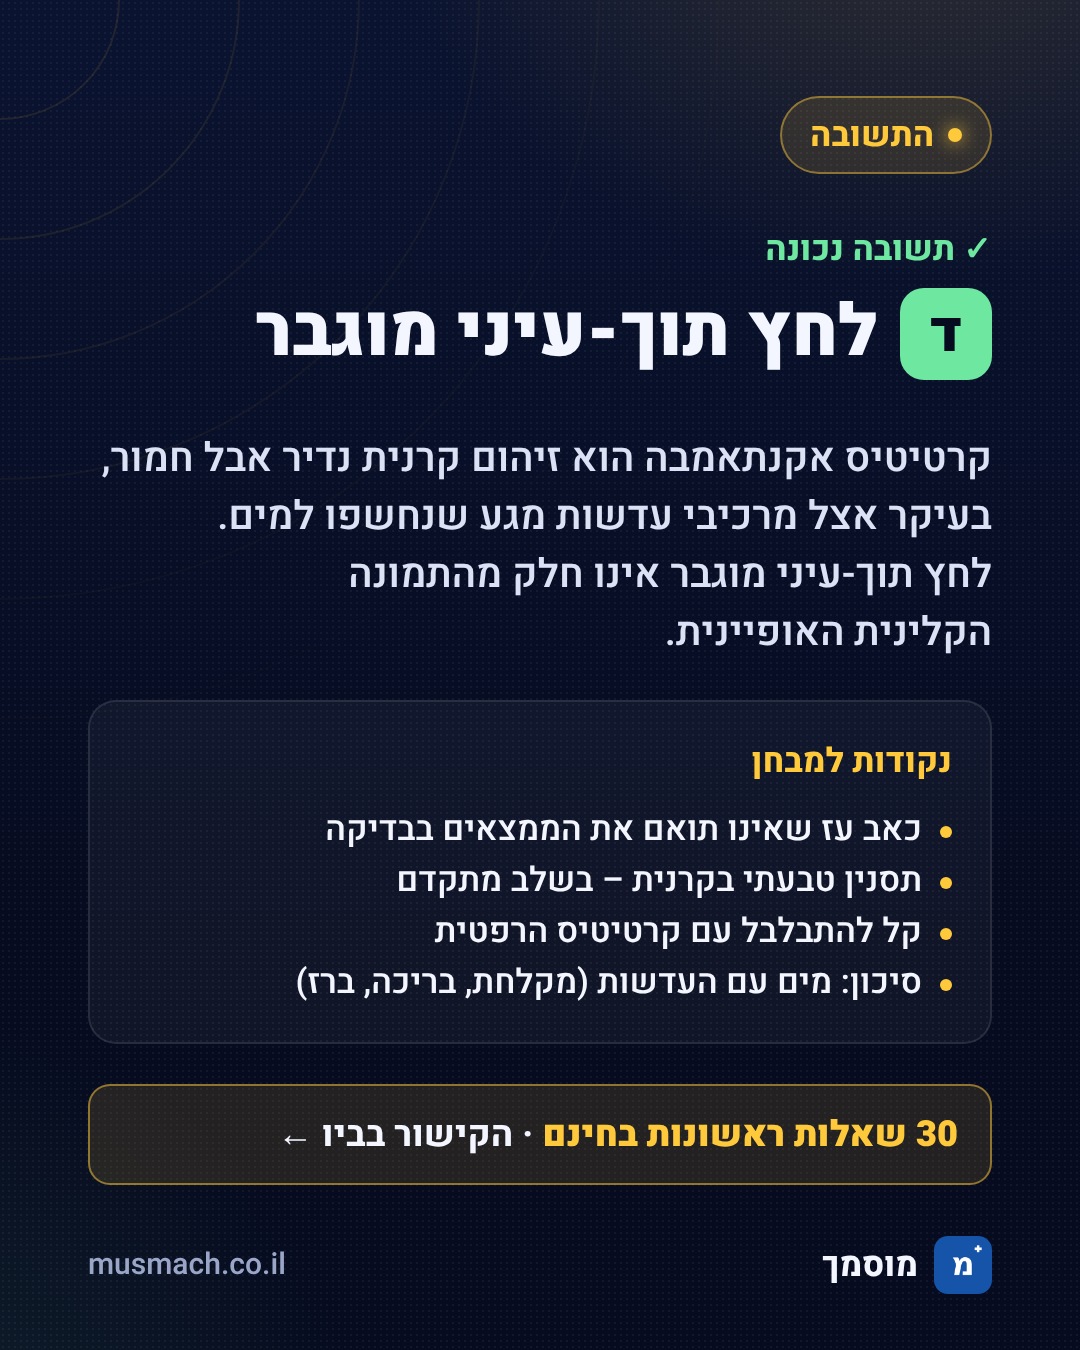 התשובה
✓ תשובה נכונה
ד לחץ תוך-עיני מוגבר
קרטיטיס אקנתאמבה הוא זיהום קרנית נדיר אבל חמור,
בעיקר אצל מרכיבי עדשות מגע שנחשפו למים.
לחץ תוך-עיני מוגבר אינו חלק מהתמונה
הקלינית האופיינית.
נקודות למבחן
• כאב עז שאינו תואם את הממצאים בבדיקה
• תסנין טבעתי בקרנית – בשלב מתקדם
• קל להתבלבל עם קרטיטיס הרפטית
• סיכון: מים עם העדשות (מקלחת, בריכה, ברז)
30 שאלות ראשונות בחינם · הקישור בביו ←
מ מוסמך
musmach.co.il